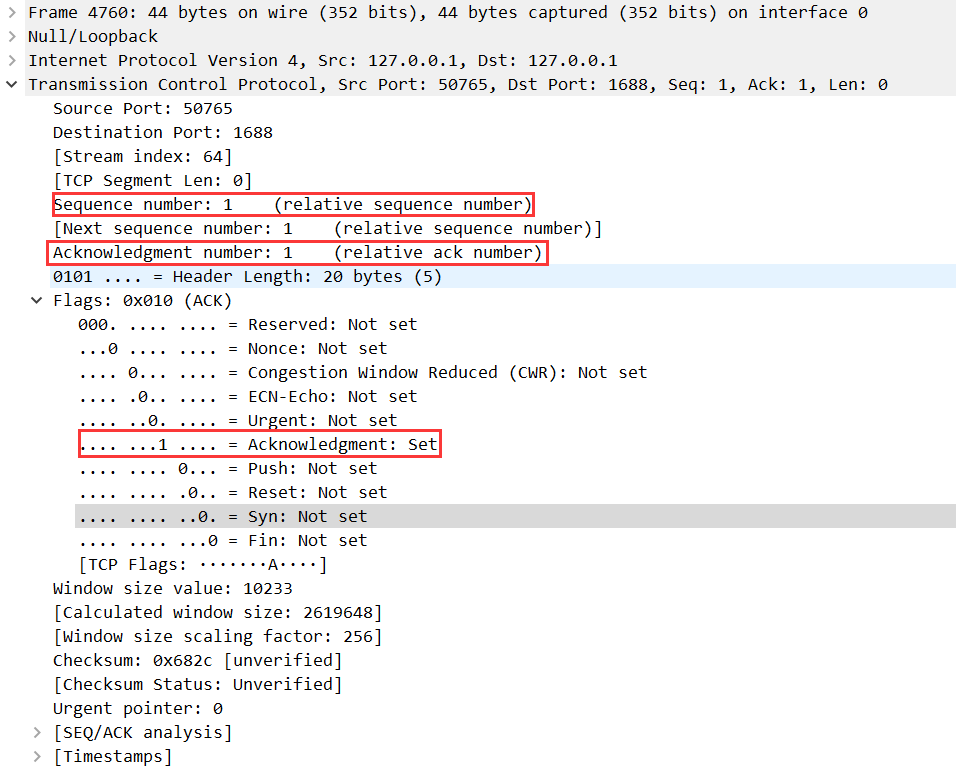 Frame 4760: 44 bytes on wire (352 bits), 44 bytes captured (352 bits) on interface 0
Null/Loopback
Internet Protocol Version 4, Src: 127.0.0.1, Dst: 127.0.0.1
Transmission Control Protocol, Src Port: 50765, Dst Port: 1688, Seq: 1, Ack: 1, Len: 0
Source Port: 50765
Destination Port: 1688
[Stream index: 64]
[TCP Segment Len: 0]
Sequence number: 1    (relative sequence number)
[Next sequence number: 1    (relative sequence number)]
Acknowledgment number: 1    (relative ack number)
0101 .... = Header Length: 20 bytes (5)
Flags: 0x010 (ACK)
000. .... .... = Reserved: Not set
...0 .... .... = Nonce: Not set
.... 0... .... = Congestion Window Reduced (CWR): Not set
.... .0.. .... = ECN-Echo: Not set
.... ..0. .... = Urgent: Not set
.... ...1 .... = Acknowledgment: Set
.... .... 0... = Push: Not set
.... .... .0.. = Reset: Not set
.... .... ..0. = Syn: Not set
.... .... ...0 = Fin: Not set
[TCP Flags: ·······A····]
Window size value: 10233
[Calculated window size: 2619648]
[Window size scaling factor: 256]
Checksum: 0x682c [unverified]
[Checksum Status: Unverified]
Urgent pointer: 0
[SEQ/ACK analysis]
[Timestamps]